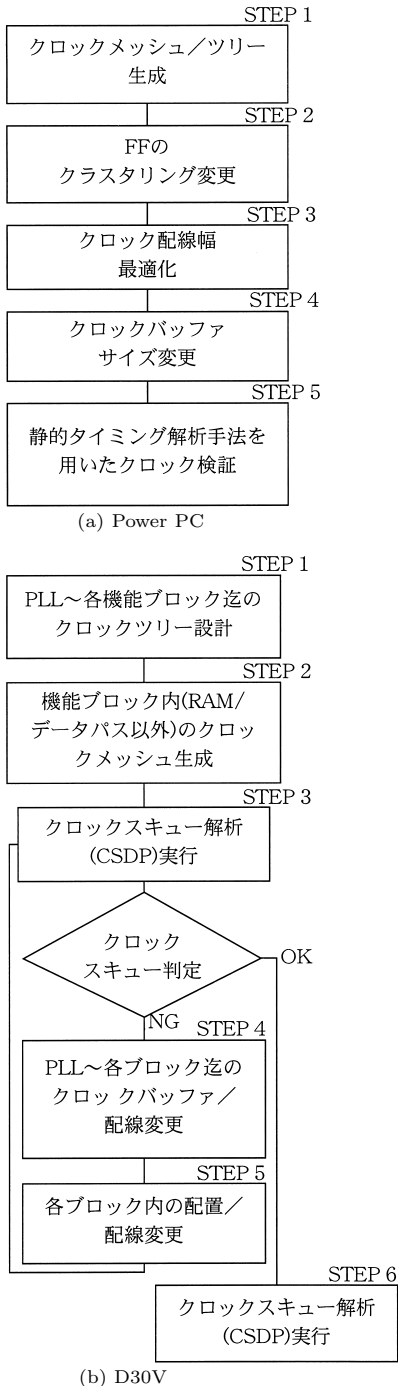 STEP 1
クロックメッシュ／ツリー
生成
STEP 2
FFの
クラスタリング変更
STEP 3
クロック配線幅
最適化
STEP 4
クロックバッファ
サイズ変更
STEP 5
静的タイミング解析手法を
用いたクロック検証
(a) Power PC
STEP 1
PLL〜各機能ブロック迄の
クロックツリー設計
STEP 2
機能ブロック内(RAM/
データパス以外)のクロッ
クメッシュ生成
STEP 3
クロックスキュー解析
(CSDP)実行
クロック
スキュー判定
OK
NG
STEP 4
PLL〜各ブロック迄の
クロッ クバッファ／
配線変更
STEP 5
各ブロック内の配置／
配線変更
STEP 6
クロックスキュー解析
(CSDP)実行
(b) D30V